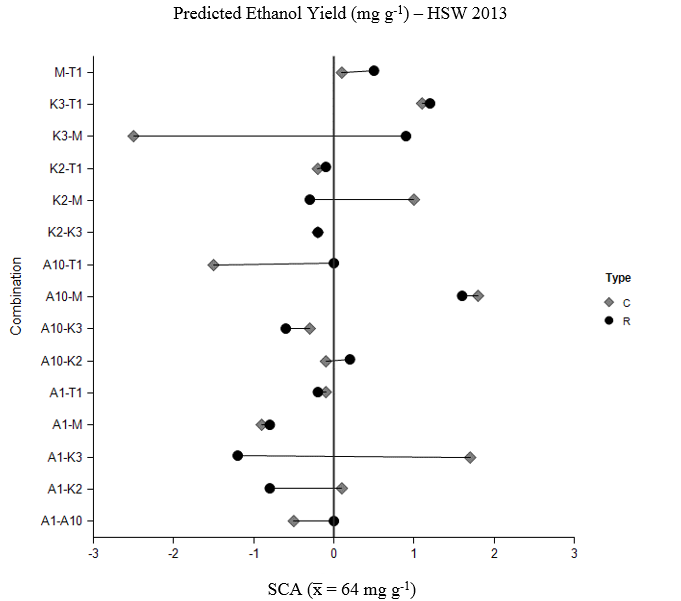 Predicted Ethanol Yield (mg g⁻¹) – HSW 2013
M-T1
K3-T1
K3-M
K2-T1
K2-M
K2-K3
A10-T1
A10-M
A10-K3
A10-K2
A1-T1
A1-M
A1-K3
A1-K2
A1-A10
Combination
-3 -2 -1 0 1 2 3
SCA (x̅ = 64 mg g⁻¹)
Type
C
R